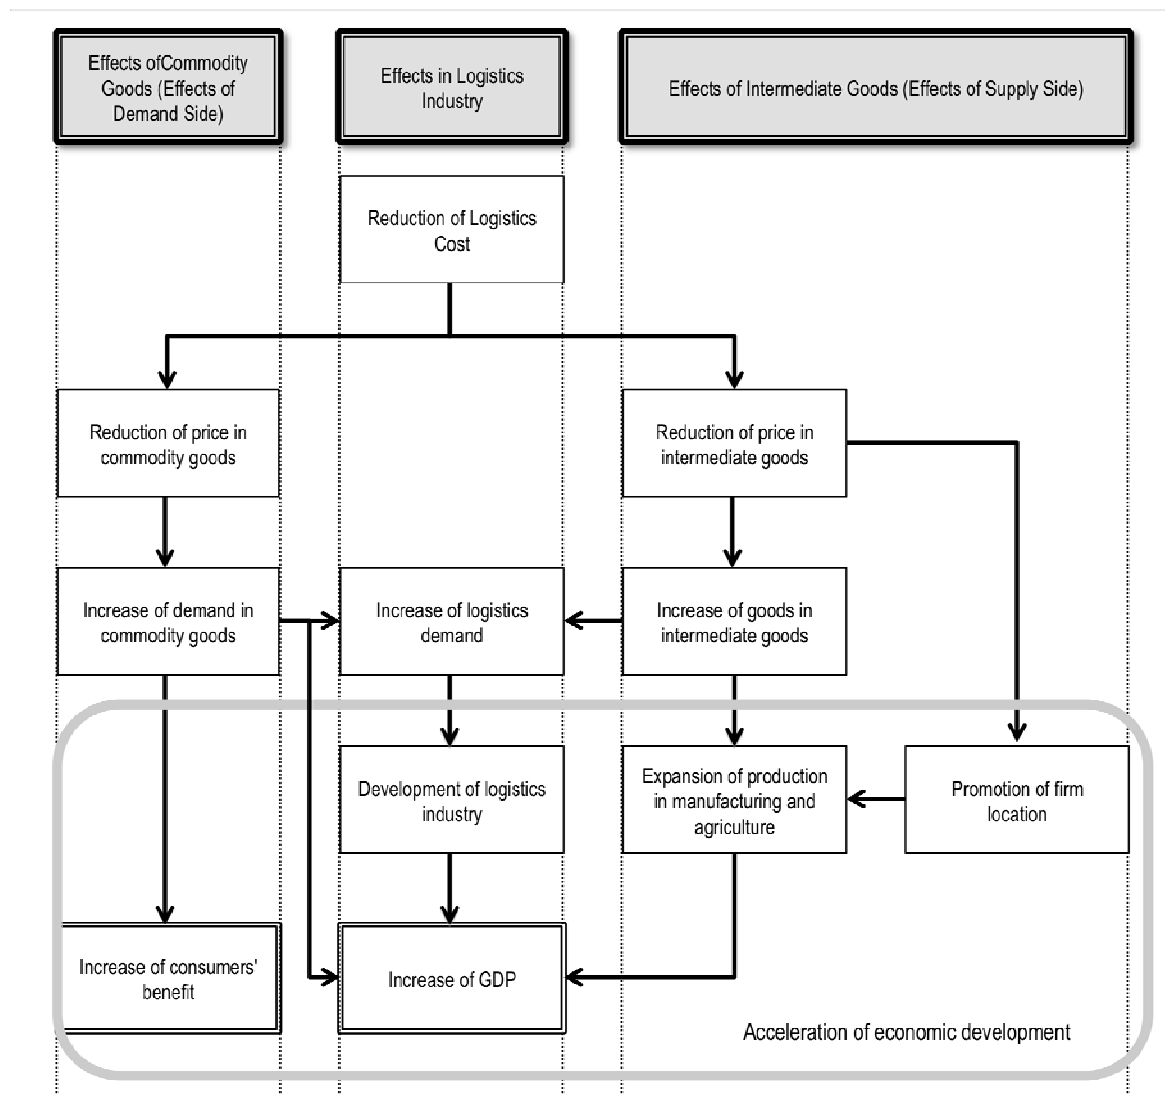 Effects ofCommodity
Goods (Effects of
Demand Side)
Effects in Logistics
Industry
Effects of Intermediate Goods (Effects of Supply Side)
Reduction of Logistics
Cost
Reduction of price in
commodity goods
Reduction of price in
intermediate goods
Increase of demand in
commodity goods
Increase of logistics
demand
Increase of goods in
intermediate goods
Development of logistics
industry
Expansion of production
in manufacturing and
agriculture
Promotion of firm
location
Increase of consumers'
benefit
Increase of GDP
Acceleration of economic development